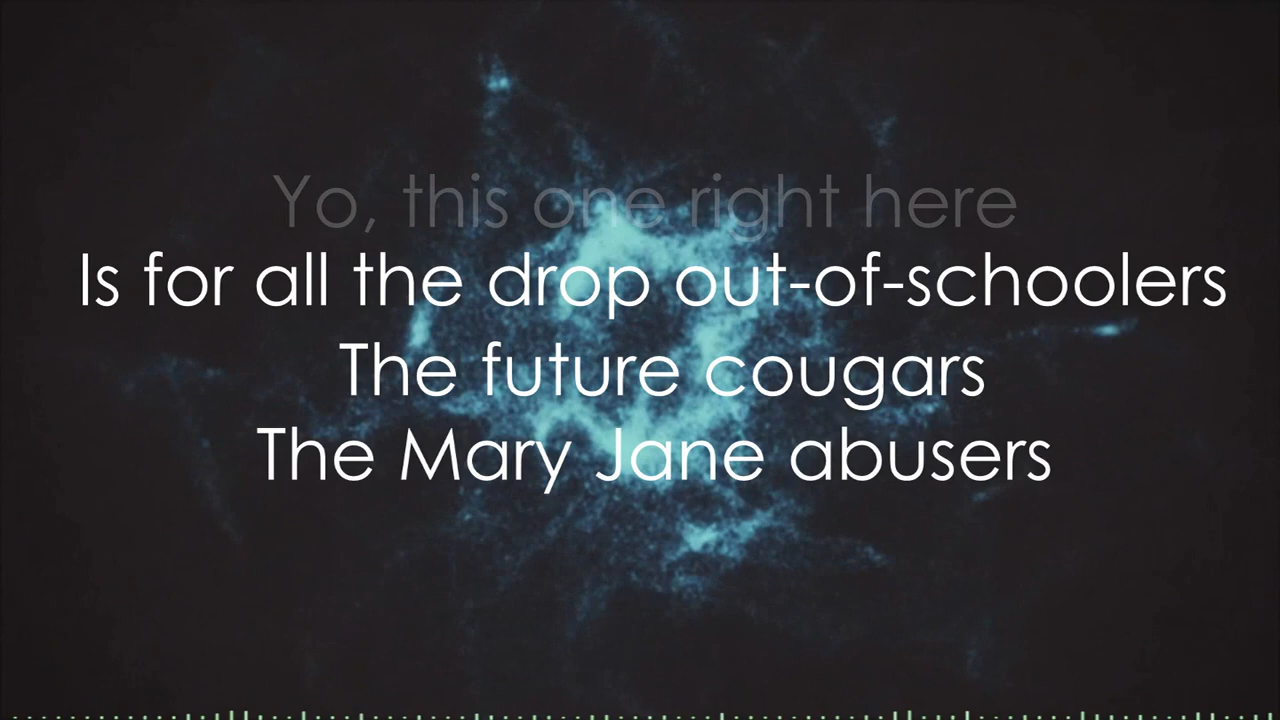 Yo, this one right here
Is for all the drop out-of-schoolers
The future cougars
The Mary Jane abusers